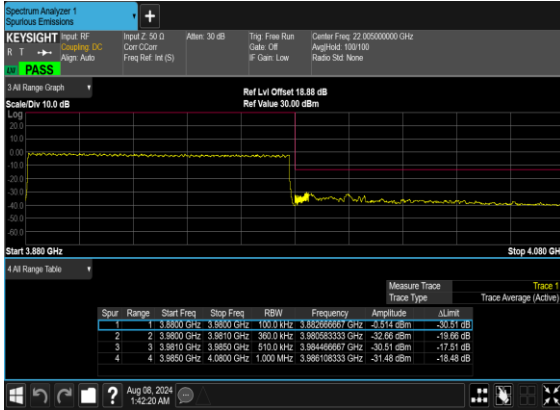 Spectrum Analyzer 1
Spurious Emissions
+
KEYSIGHT Input: RF Input Z: 50 Ω Atten: 30 dB Trig: Free Run Center Freq: 22.005000000 GHz
R T Coupling: DC Corr CCorr Gate: Off Avg|Hold: 100/100
Align: Auto Freq Ref: Int (S) IF Gain: Low Radio Std: None
PASS
3 All Range Graph
Ref Lvl Offset 18.88 dB
Scale/Div 10.0 dB Ref Value 30.00 dBm
Log
20.0
10.0
0.00
-10.0
-20.0
-30.0
-40.0
-50.0
-60.0
Start 3.880 GHz Stop 4.080 GH
4 All Range Table
Measure Trace Trace 1
Trace Type Trace Average (Active)
Spur Range Start Freq Stop Freq RBW Frequency Amplitude ΔLimit
1 1 3.8800 GHz 3.9800 GHz 100.0 kHz 3.882666667 GHz -0.514 dBm -30.51 dB
2 2 3.9800 GHz 3.9810 GHz 360.0 kHz 3.980583333 GHz -32.66 dBm -19.66 dB
3 3 3.9810 GHz 3.9850 GHz 510.0 kHz 3.984466667 GHz -30.51 dBm -17.51 dB
4 4 3.9850 GHz 4.0800 GHz 1.000 MHz 3.986108333 GHz -31.48 dBm -18.48 dB
? Aug 08, 2024
1:42:20 AM